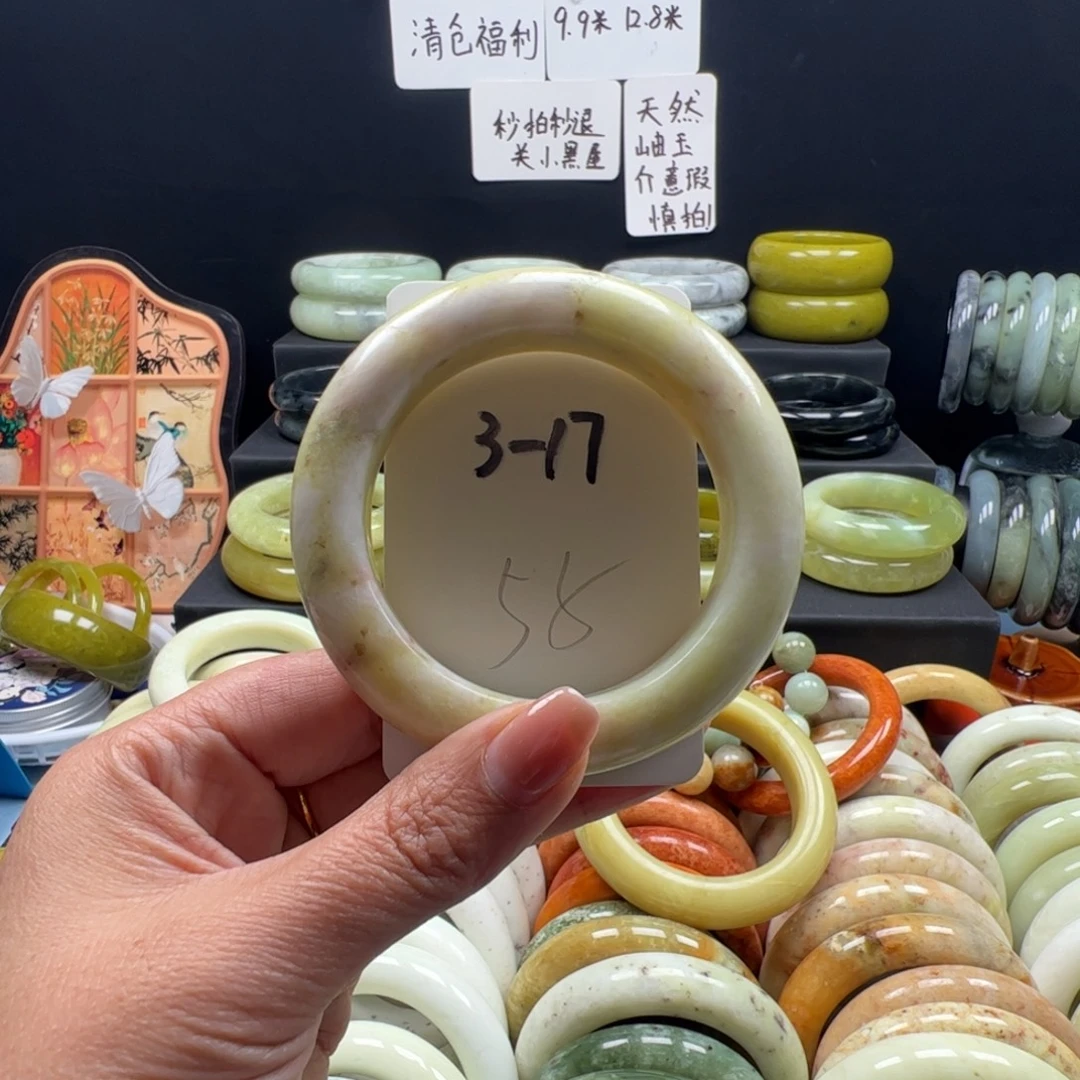 清仓福利
9.9米 12.8米
秒拍秒退
关小黑屋
天然
岫玉
介意瑕
慎拍!
3-17
58